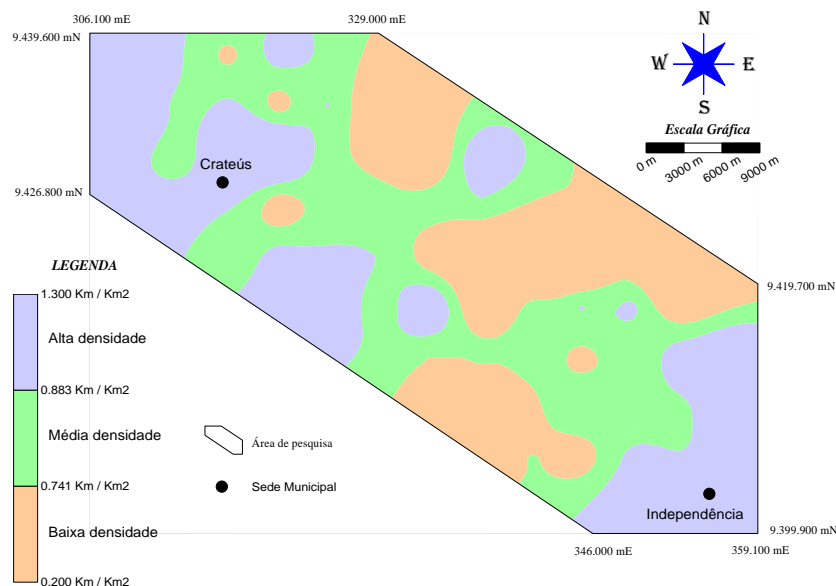 306.100 mE
329.000 mE
9.439.600 mN
N
W
E
S
Escala Gráfica
0 m
3000 m
6000 m
9000 m
Crateús
9.426.800 mN
LEGENDA
1.300 Km / Km2
Alta densidade
0.883 Km / Km2
Média densidade
0.741 Km / Km2
Baixa densidade
0.200 Km / Km2
Área de pesquisa
Sede Municipal
9.419.700 mN
Independência
9.399.900 mN
346.000 mE
359.100 mE